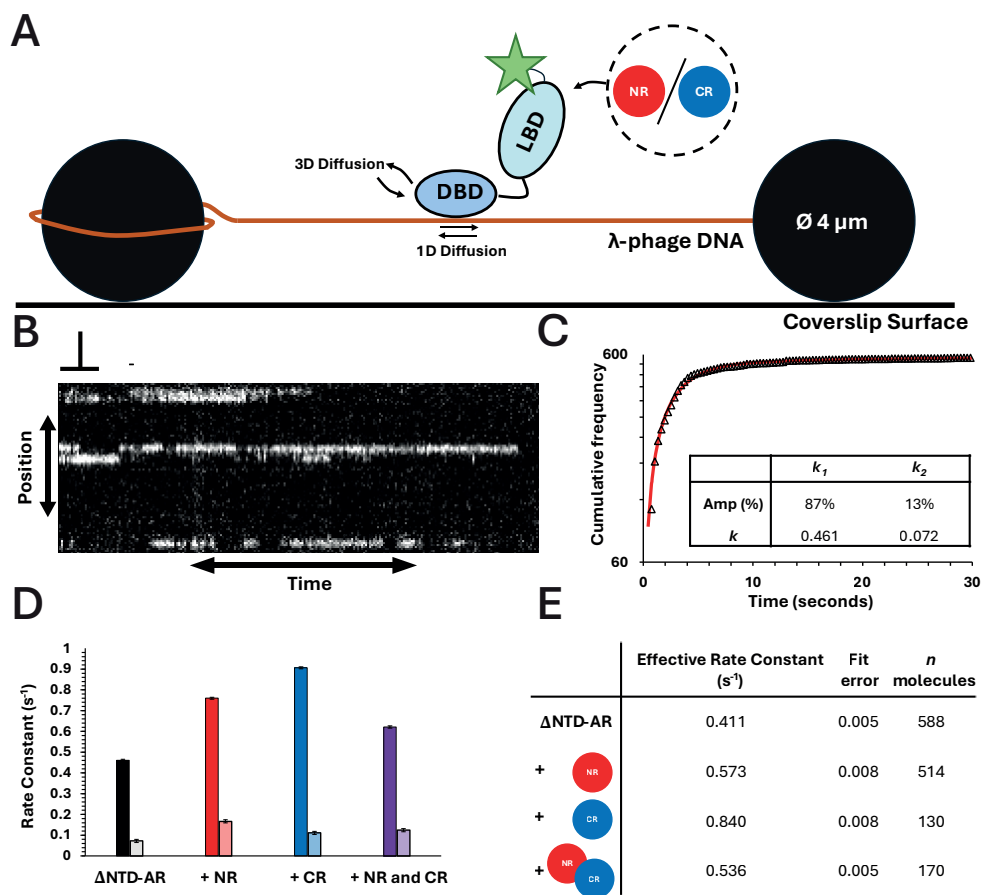 A
NR
CR
LBD
3D Diffusion
DBD
Ø 4 µm
λ-phage DNA
1D Diffusion
Coverslip Surface
B
-
Position
Time
C
600
Cumulative frequency
k1 k2
Amp (%) 87% 13%
k 0.461 0.072
60
0 10 20 30
Time (seconds)
D
1
0.9
0.8
0.7
0.6
0.5
0.4
0.3
0.2
0.1
0
Rate Constant (s-1)
ΔNTD-AR + NR + CR + NR and CR
E
Effective Rate Constant (s-1) Fit error n molecules
ΔNTD-AR 0.411 0.005 588
+ NR 0.573 0.008 514
+ CR 0.840 0.008 130
+ NR CR 0.536 0.005 170